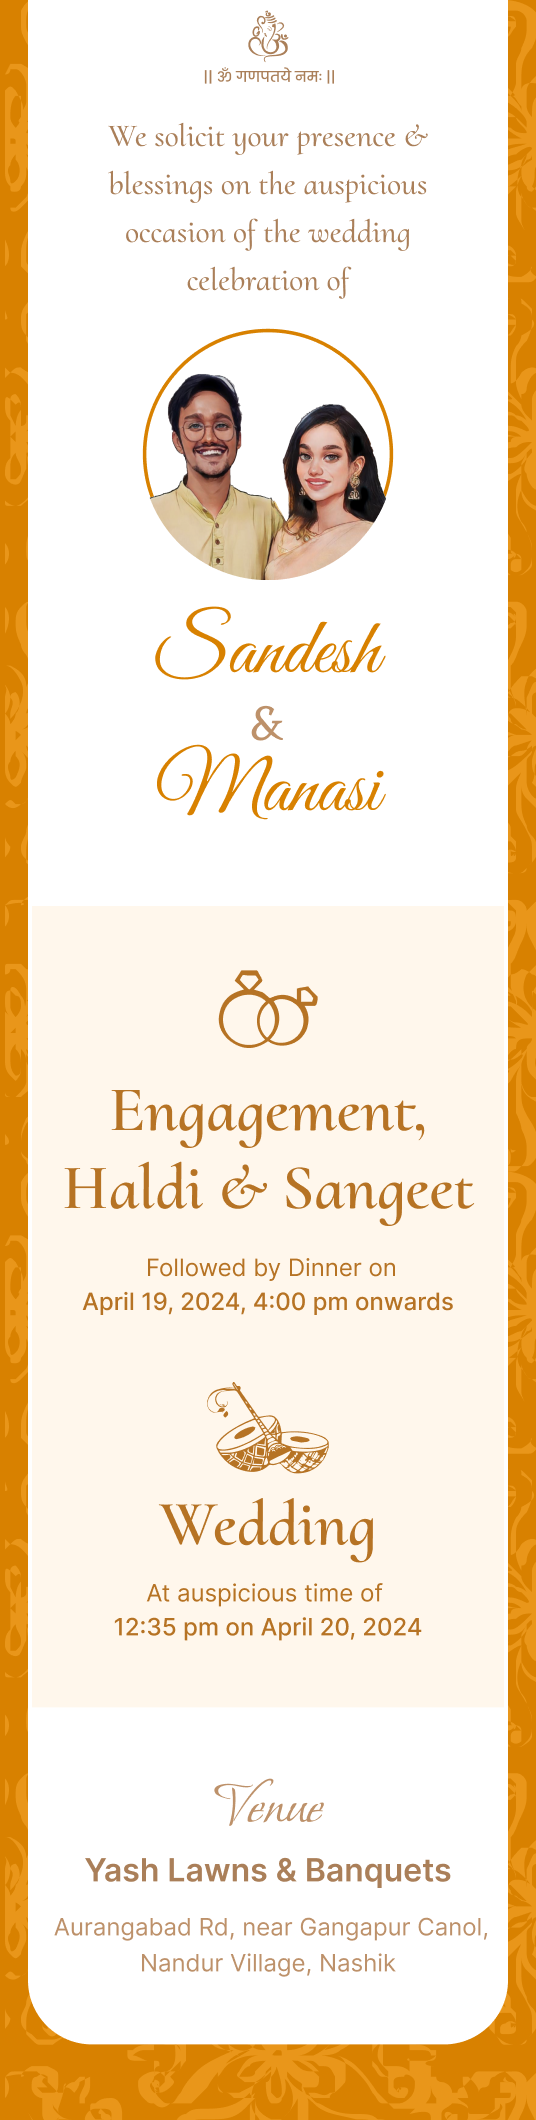 || ॐ गणपतये नमः ||
We solicit your presence &
blessings on the auspicious
occasion of the wedding
celebration of
Sandesh
&
Manasi
Engagement,
Haldi & Sangeet
Followed by Dinner on
April 19, 2024, 4:00 pm onwards
Wedding
At auspicious time of
12:35 pm on April 20, 2024
Venue
Yash Lawns & Banquets
Aurangabad Rd, near Gangapur Canol,
Nandur Village, Nashik